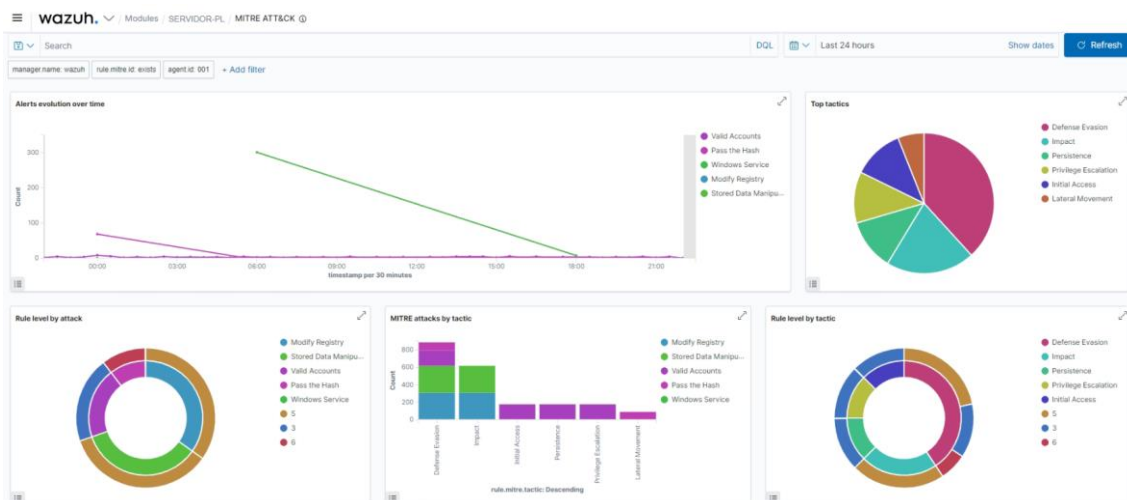 wazuh. / Modules / SERVIDOR-PL / MITRE ATT&CK
Search DQL Last 24 hours Show dates Refresh
manager.name: wazuh rule.mitre.id: exists agent.id: 001 + Add filter
Alerts evolution over time
Count
300
200
100
0
00:00 03:00 06:00 09:00 12:00 15:00 18:00 21:00
timestamp per 30 minutes
Valid Accounts
Pass the Hash
Windows Service
Modify Registry
Stored Data Manipu...
Top tactics
Defense Evasion
Impact
Persistence
Privilege Escalation
Initial Access
Lateral Movement
Rule level by attack
Modify Registry
Stored Data Manipu...
Valid Accounts
Pass the Hash
Windows Service
5
3
6
MITRE attacks by tactic
Count
800
600
400
200
0
Defense Evasion
Impact
Initial Access
Persistence
Privilege Escalation
Lateral Movement
rule.mitre.tactic: Descending
Modify Registry
Stored Data Manipu...
Valid Accounts
Pass the Hash
Windows Service
Rule level by tactic
Defense Evasion
Impact
Persistence
Privilege Escalation
Initial Access
5
3
6